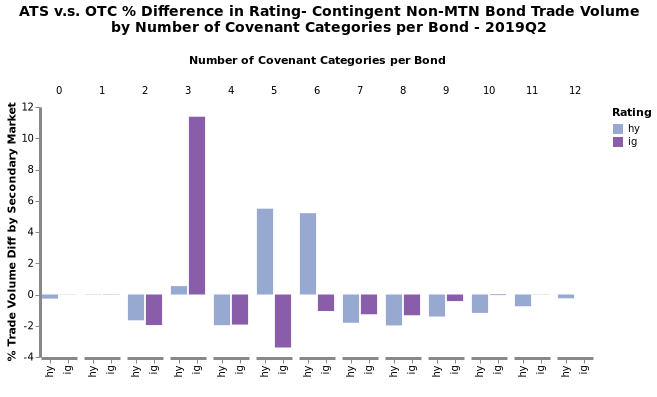 ATS v.s. OTC % Difference in Rating- Contingent Non-MTN Bond Trade Volume
by Number of Covenant Categories per Bond - 2019Q2
Number of Covenant Categories per Bond
0 1 2 3 4 5 6 7 8 9 10 11 12
% Trade Volume Diff by Secondary Market
12
10
8
6
4
2
0
-2
-4
hy ig hy ig hy ig hy ig hy ig hy ig hy ig hy ig hy ig hy ig hy ig hy ig hy ig
Rating
hy
ig